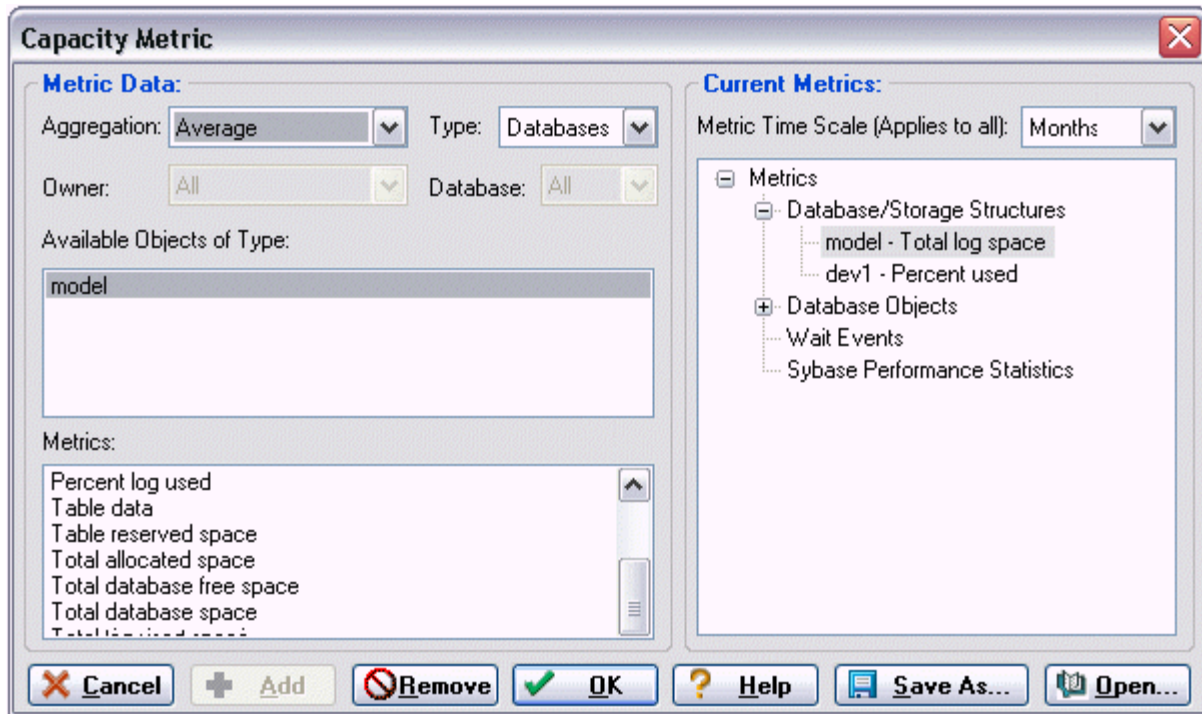 Capacity Metric
Metric Data:
Aggregation: Average Type: Databases
Owner: All Database: All
Available Objects of Type:
model
Metrics:
Percent log used
Table data
Table reserved space
Total allocated space
Total database free space
Total database space
Current Metrics:
Metric Time Scale (Applies to all): Months
Metrics
Database/Storage Structures
model - Total log space
dev1 - Percent used
Database Objects
Wait Events
Sybase Performance Statistics
Cancel Add Remove OK Help Save As... Open...